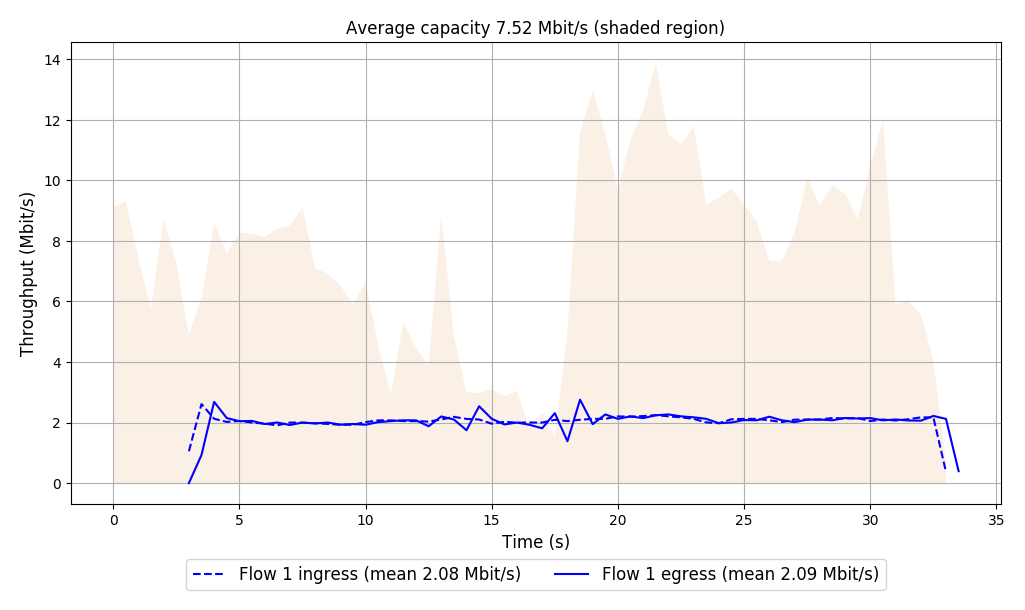 Average capacity 7.52 Mbit/s (shaded region)
14
12
10
8
6
4
2
0
Throughput (Mbit/s)
0 5 10 15 20 25 30 35
Time (s)
Flow 1 ingress (mean 2.08 Mbit/s) Flow 1 egress (mean 2.09 Mbit/s)